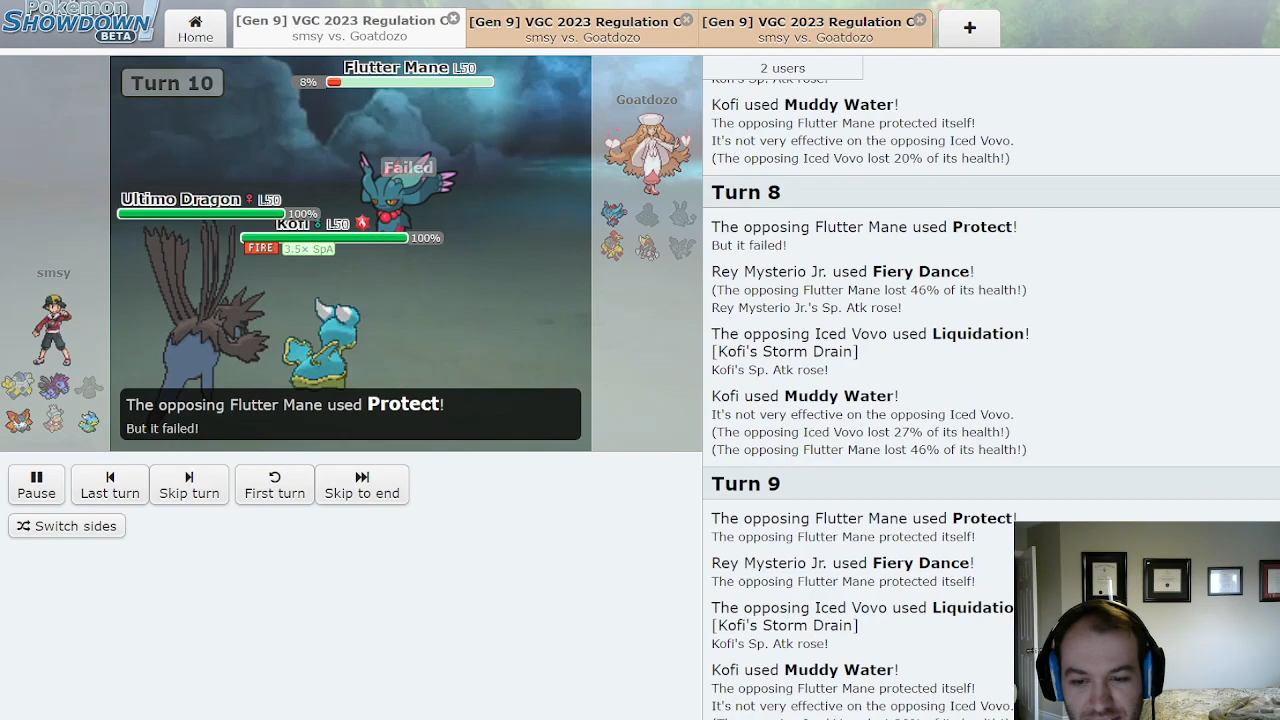 Pokémon
SHOWDOWN!
BETA
Home
[Gen 9] VGC 2023 Regulation C
smsy vs. Goatdozo
[Gen 9] VGC 2023 Regulation C
smsy vs. Goatdozo
[Gen 9] VGC 2023 Regulation C
smsy vs. Goatdozo
+
Turn 10
Flutter Mane L50
8%
Failed
Ultimo Dragon ♀ L50
100%
Kofi ♂ L50
100%
FIRE 3.5× SpA
smsy
Goatdozo
The opposing Flutter Mane used Protect!
But it failed!
Pause
Last turn
Skip turn
First turn
Skip to end
Switch sides
2 users
Kofi's Sp. Atk rose!
Kofi used Muddy Water!
The opposing Flutter Mane protected itself!
It's not very effective on the opposing Iced Vovo.
(The opposing Iced Vovo lost 20% of its health!)
Turn 8
The opposing Flutter Mane used Protect!
But it failed!
Rey Mysterio Jr. used Fiery Dance!
(The opposing Flutter Mane lost 46% of its health!)
Rey Mysterio Jr.'s Sp. Atk rose!
The opposing Iced Vovo used Liquidation!
[Kofi's Storm Drain]
Kofi's Sp. Atk rose!
Kofi used Muddy Water!
It's not very effective on the opposing Iced Vovo.
(The opposing Iced Vovo lost 27% of its health!)
(The opposing Flutter Mane lost 46% of its health!)
Turn 9
The opposing Flutter Mane used Protect!
The opposing Flutter Mane protected itself!
Rey Mysterio Jr. used Fiery Dance!
The opposing Flutter Mane protected itself!
The opposing Iced Vovo used Liquidatio
[Kofi's Storm Drain]
Kofi's Sp. Atk rose!
Kofi used Muddy Water!
The opposing Flutter Mane protected itself!
It's not very effective on the opposing Iced Vovo.